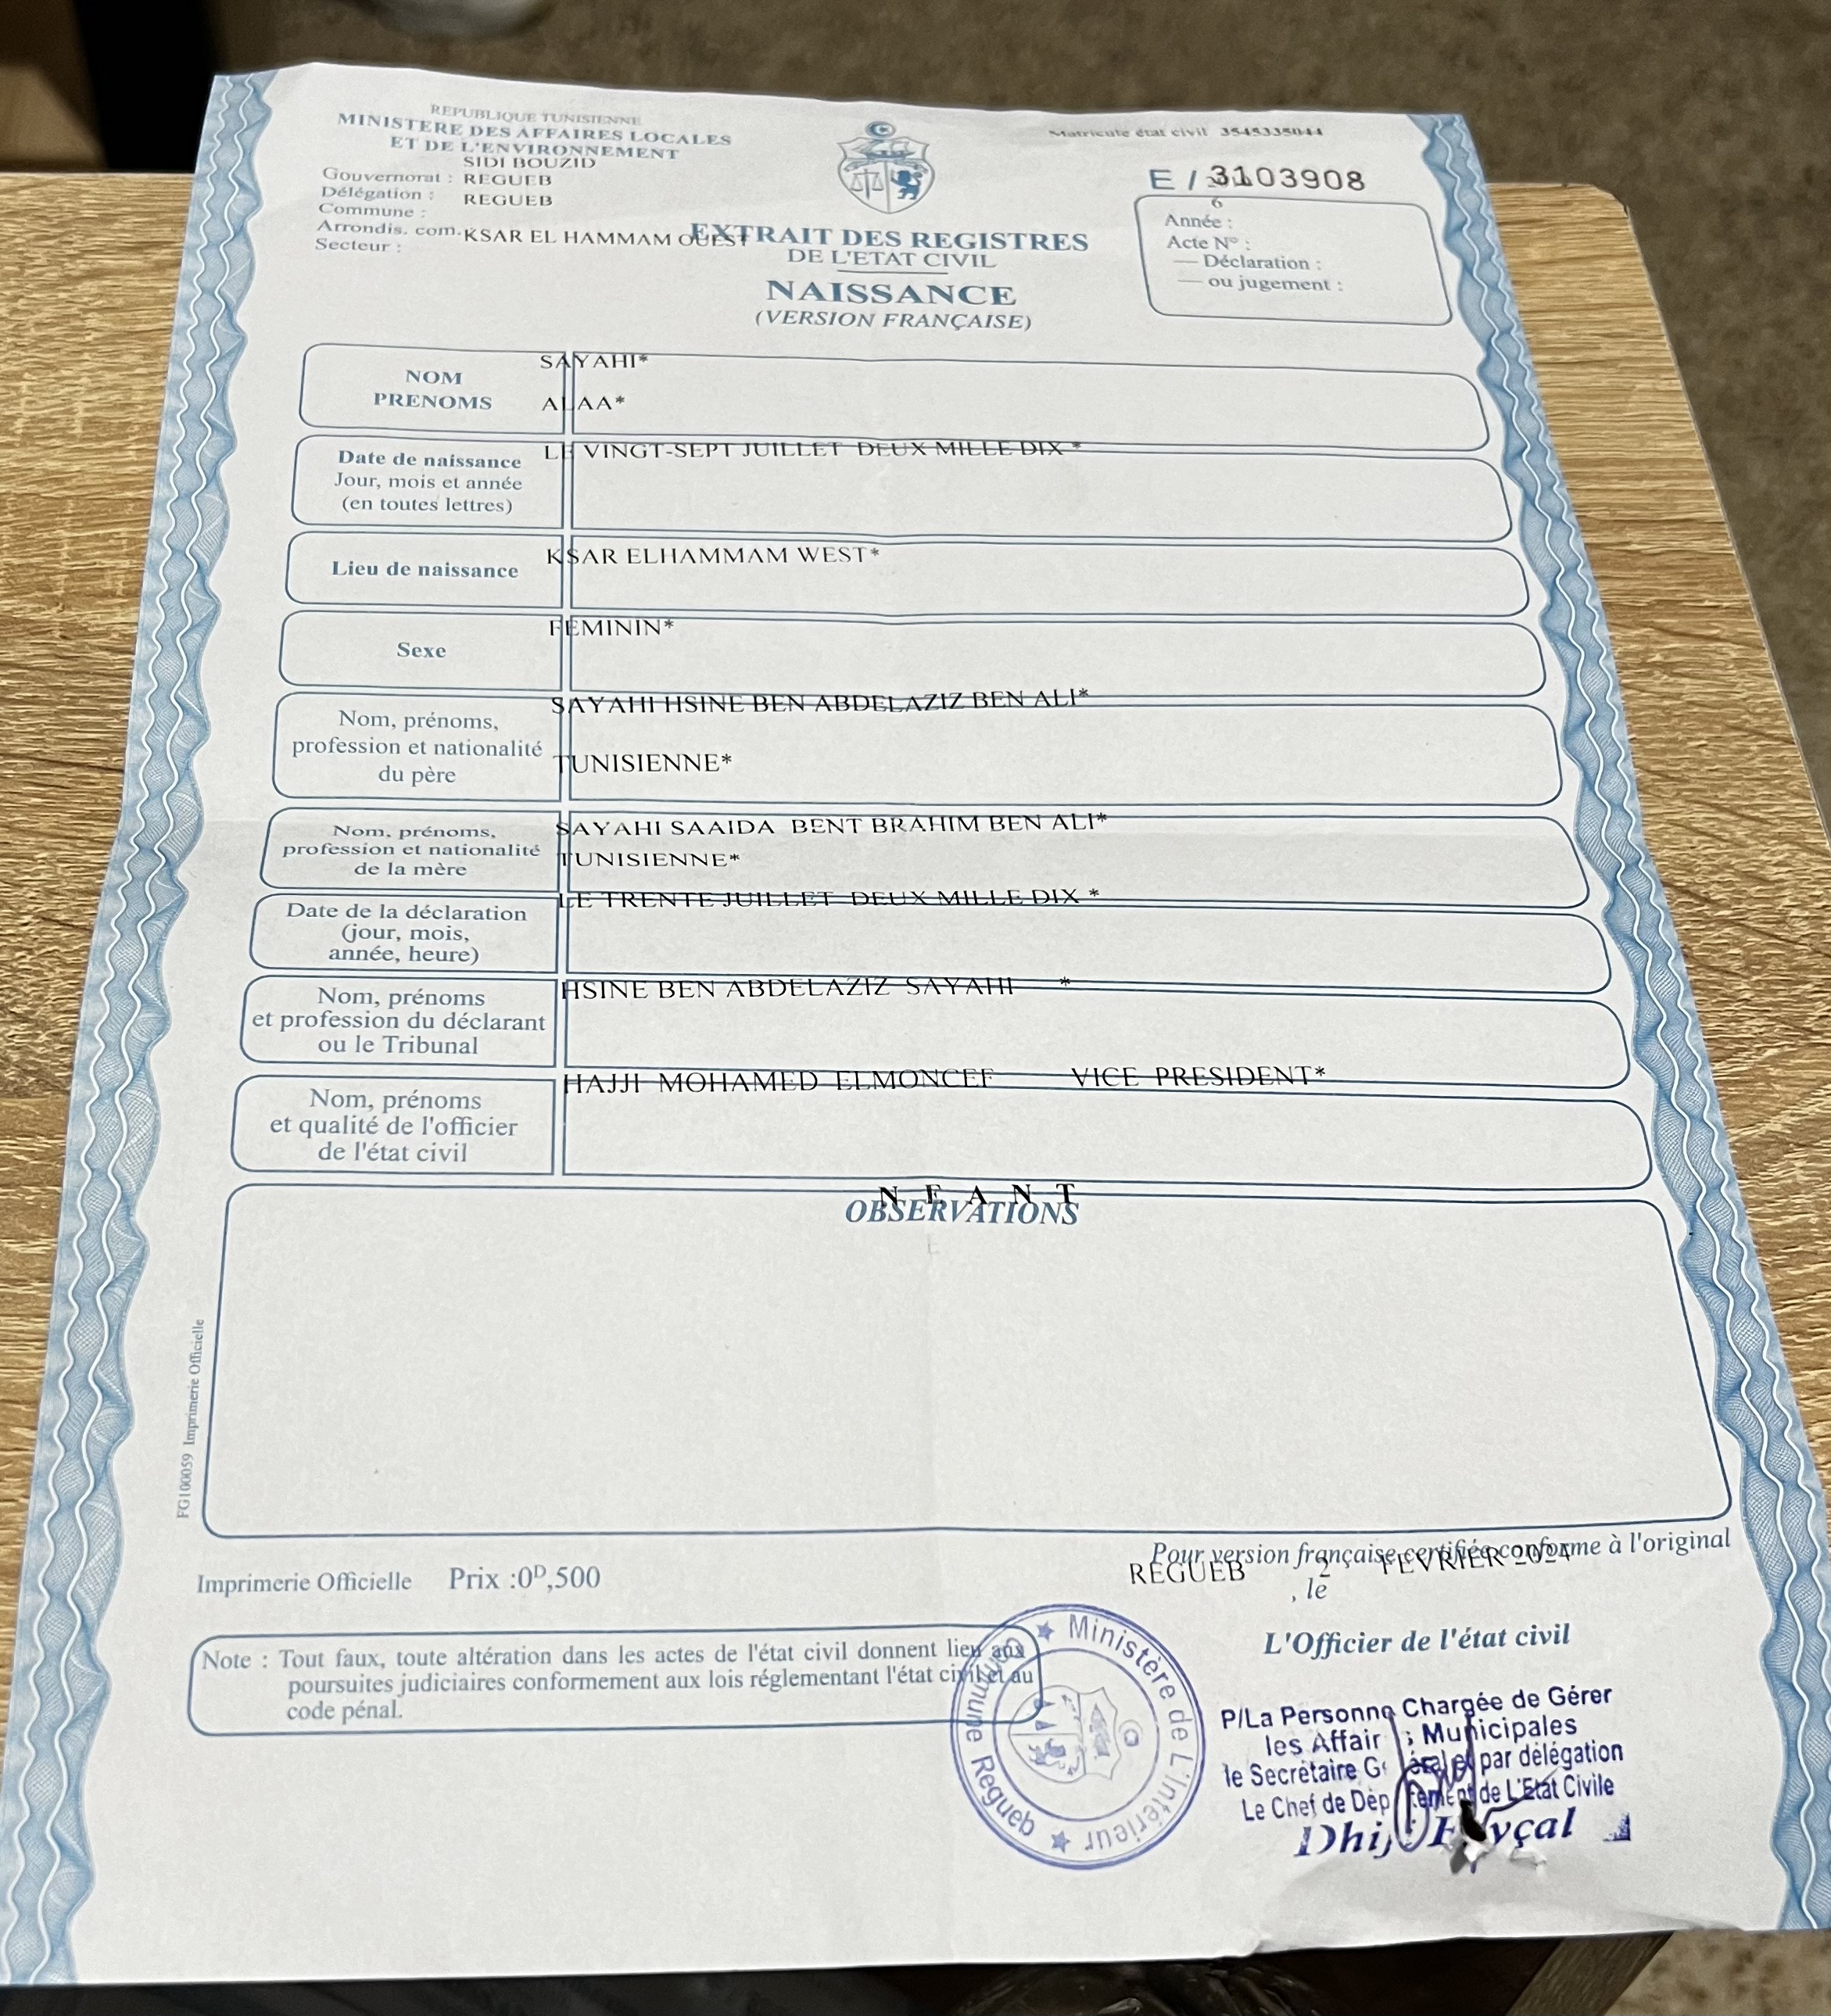 REPUBLIQUE TUNISIENNE
MINISTERE DES AFFAIRES LOCALES
ET DE L'ENVIRONNEMENT
SIDI BOUZID
Gouvernorat : REGUEB
Délégation : REGUEB
Commune :
Arrondis. com. KSAR EL HAMMAM OUEST
Secteur :
Matricule état civil 3545335044
E / 3103908
6
Année :
Acte N° :
— Déclaration :
— ou jugement :
EXTRAIT DES REGISTRES
DE L'ETAT CIVIL
NAISSANCE
(VERSION FRANÇAISE)
NOM SAYAHI*
PRENOMS ALAA*
Date de naissance LE VINGT-SEPT JUILLET DEUX MILLE DIX *
Jour, mois et année
(en toutes lettres)
Lieu de naissance KSAR ELHAMMAM WEST*
Sexe FEMININ*
Nom, prénoms, SAYAHI HSINE BEN ABDELAZIZ BEN ALI*
profession et nationalité TUNISIENNE*
du père
Nom, prénoms, SAYAHI SAAIDA BENT BRAHIM BEN ALI*
profession et nationalité TUNISIENNE*
de la mère
Date de la déclaration LE TRENTE JUILLET DEUX MILLE DIX *
(jour, mois,
année, heure)
Nom, prénoms HSINE BEN ABDELAZIZ SAYAHI *
et profession du déclarant
ou le Tribunal
Nom, prénoms HAJJI MOHAMED ELMONCEF VICE PRESIDENT*
et qualité de l'officier
de l'état civil
N E A N T
OBSERVATIONS
FG100059 Imprimerie Officielle
Imprimerie Officielle Prix :0ᴰ,500
Pour version française certifiée conforme à l'original
REGUEB , le 2 FEVRIER 2024
L'Officier de l'état civil
Note : Tout faux, toute altération dans les actes de l'état civil donnent lieu aux
poursuites judiciaires conformement aux lois réglementant l'état civil et au
code pénal.
Ministère de L'Intérieur
Commune Regueb
P/La Personne Chargée de Gérer
les Municipales
le Secrétaire par délégation
Le Chef de de L'Etat Civile